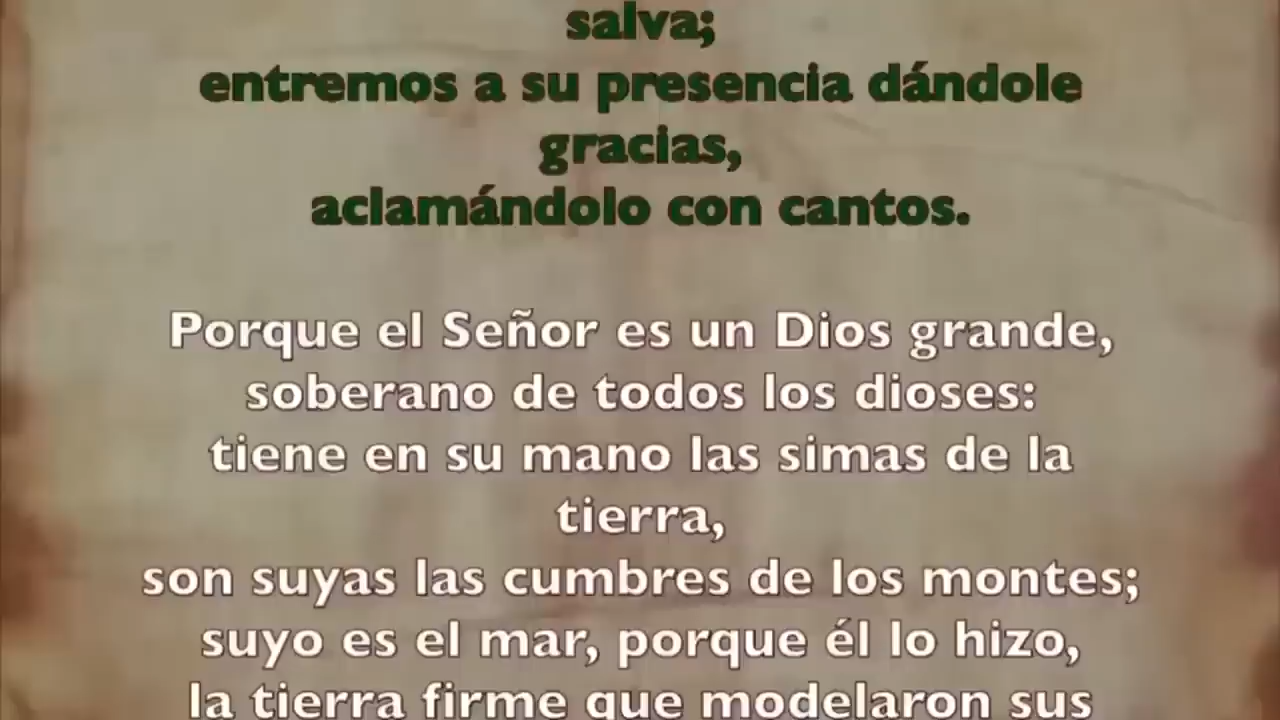 salva;
entremos a su presencia dándole
gracias,
aclamándolo con cantos.
Porque el Señor es un Dios grande,
soberano de todos los dioses:
tiene en su mano las simas de la
tierra,
son suyas las cumbres de los montes;
suyo es el mar, porque él lo hizo,
la tierra firme que modelaron sus